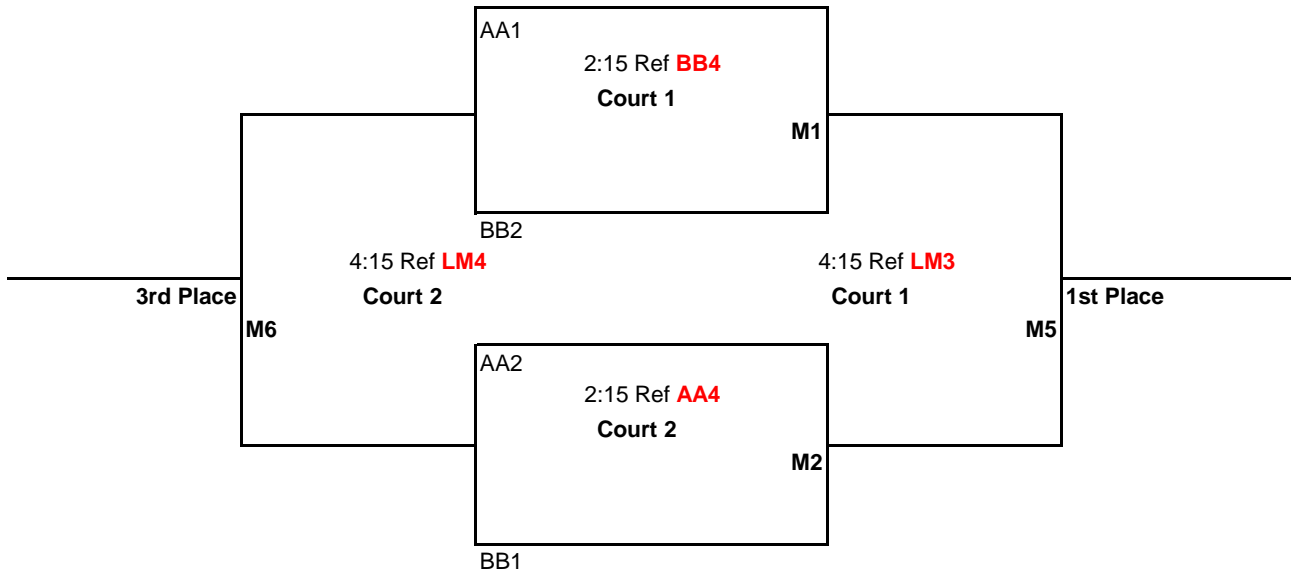 AA1
2:15 Ref BB4
Court 1
M1
BB2
4:15 Ref LM4
Court 2
4:15 Ref LM3
Court 1
3rd Place
1st Place
M6
M5
AA2
2:15 Ref AA4
Court 2
M2
BB1